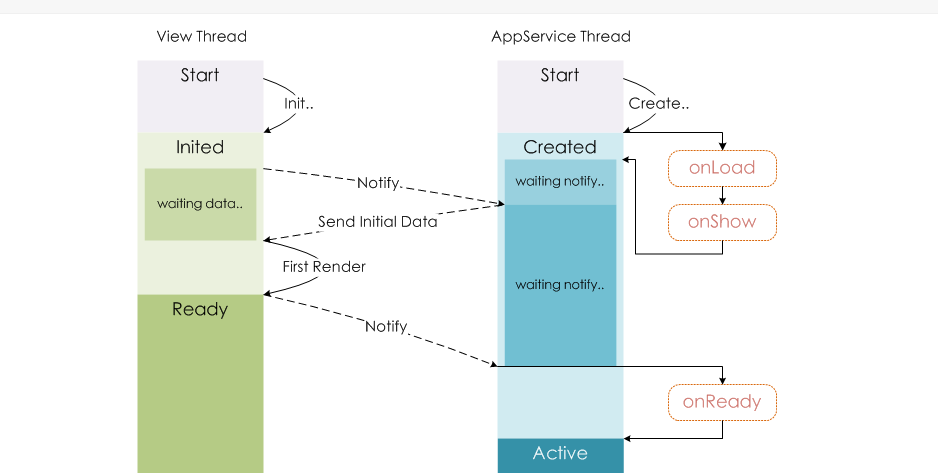 View Thread
AppService Thread
Start
Start
Init..
Create..
Inited
Created
onLoad
waiting notify..
Notify.
waiting data..
Send Initial Data
onShow
First Render
waiting notify..
Ready
Notify.
onReady
Active